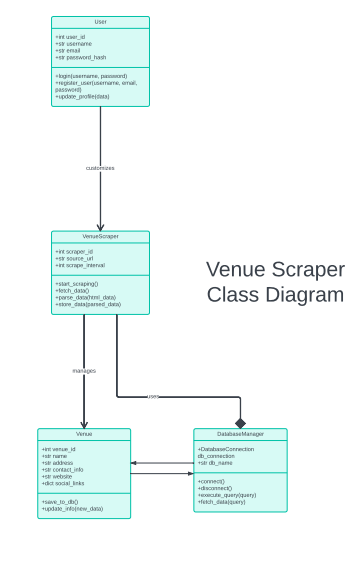 User
+int user_id
+str username
+str email
+str password_hash
+login(username, password)
+register_user(username, email,
password)
+update_profile(data)
customizes
VenueScraper
+int scraper_id
+str source_url
+int scrape_interval
+start_scraping()
+fetch_data()
+parse_data(html_data)
+store_data(parsed_data)
Venue Scraper
Class Diagram
manages
uses
Venue
+int venue_id
+str name
+str address
+str contact_info
+str website
+dict social_links
+save_to_db()
+update_info(new_data)
DatabaseManager
+DatabaseConnection
db_connection
+str db_name
+connect()
+disconnect()
+execute_query(query)
+fetch_data(query)